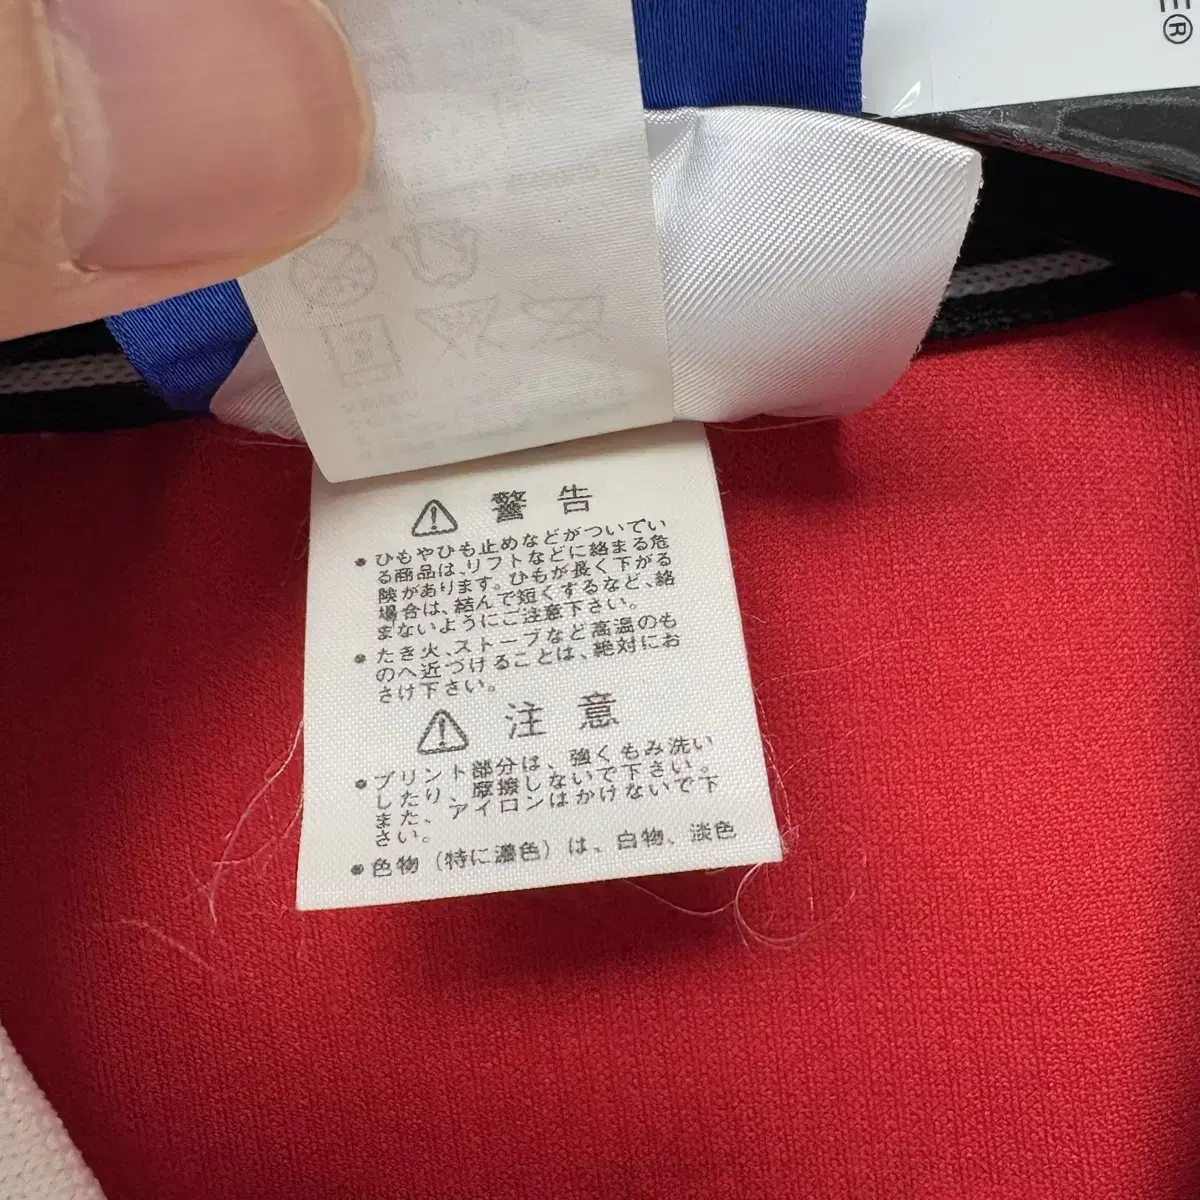 E®
警告
・ひもやひも止めなどがついてい
る商品は、リフトなどに絡まる危
険があります。ひもが長く下がる
場合は、結んで短くするなど、絡
まないようにご注意下さい。
・たき火、ストーブなど高温のも
のへ近づけることは、絶対にお
さけ下さい。
注意
・プリント部分は、強くもみ洗い
したり、摩擦しないで下さい。
また、アイロンはかけないで下
さい。
・色物（特に濃色）は、白物、淡色